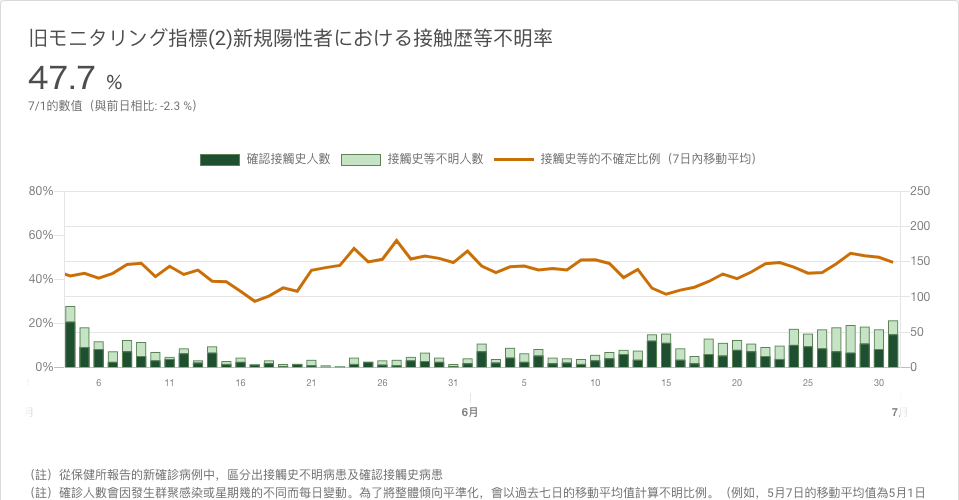 旧モニタリング指標(2)新規陽性者における接触歴等不明率
47.7 %
7/1的數值（與前日相比: -2.3 %）
確認接觸史人數 接觸史等不明人數 接觸史等的不確定比例（7日內移動平均）
80% 250
200
60%
150
40%
100
20%
50
0% 0
6 11 16 21 26 31 5 10 15 20 25 30
月 6月 7月
（註）從保健所報告的新確診病例中，區分出接觸史不明病患及確認接觸史病患
（註）確診人數會因發生群聚感染或星期幾的不同而每日變動。為了將整體傾向平準化，會以過去七日的移動平均值計算不明比例。（例如，5月7日的移動平均值為5月1日